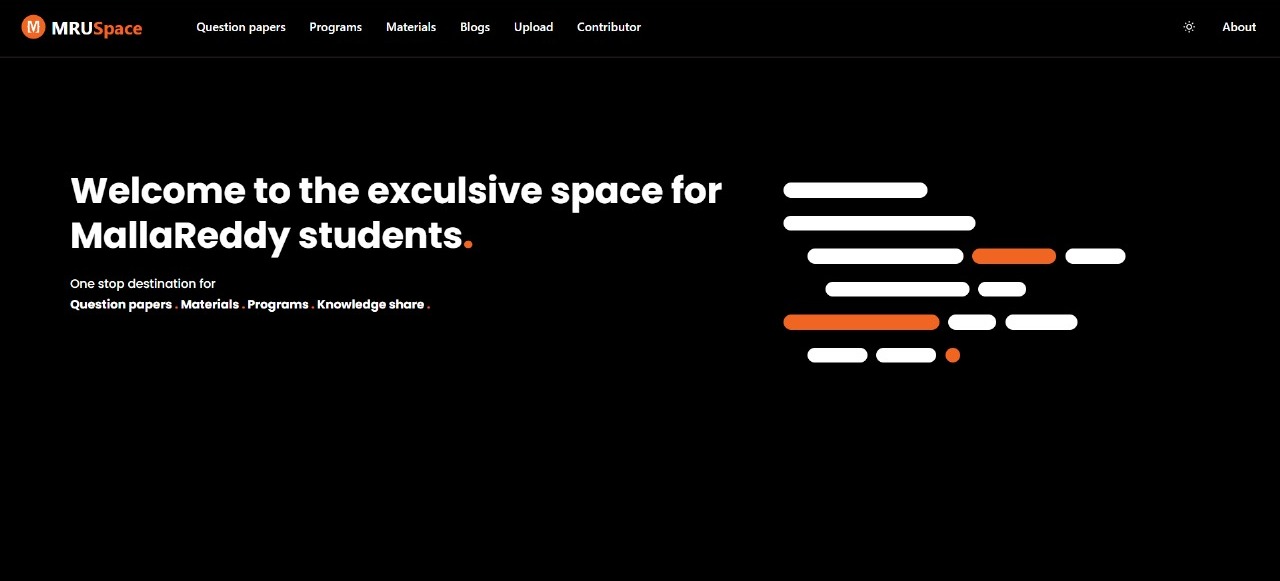 M MRUSpace Question papers Programs Materials Blogs Upload Contributor About
Welcome to the exculsive space for
MallaReddy students.
One stop destination for
Question papers . Materials . Programs . Knowledge share .